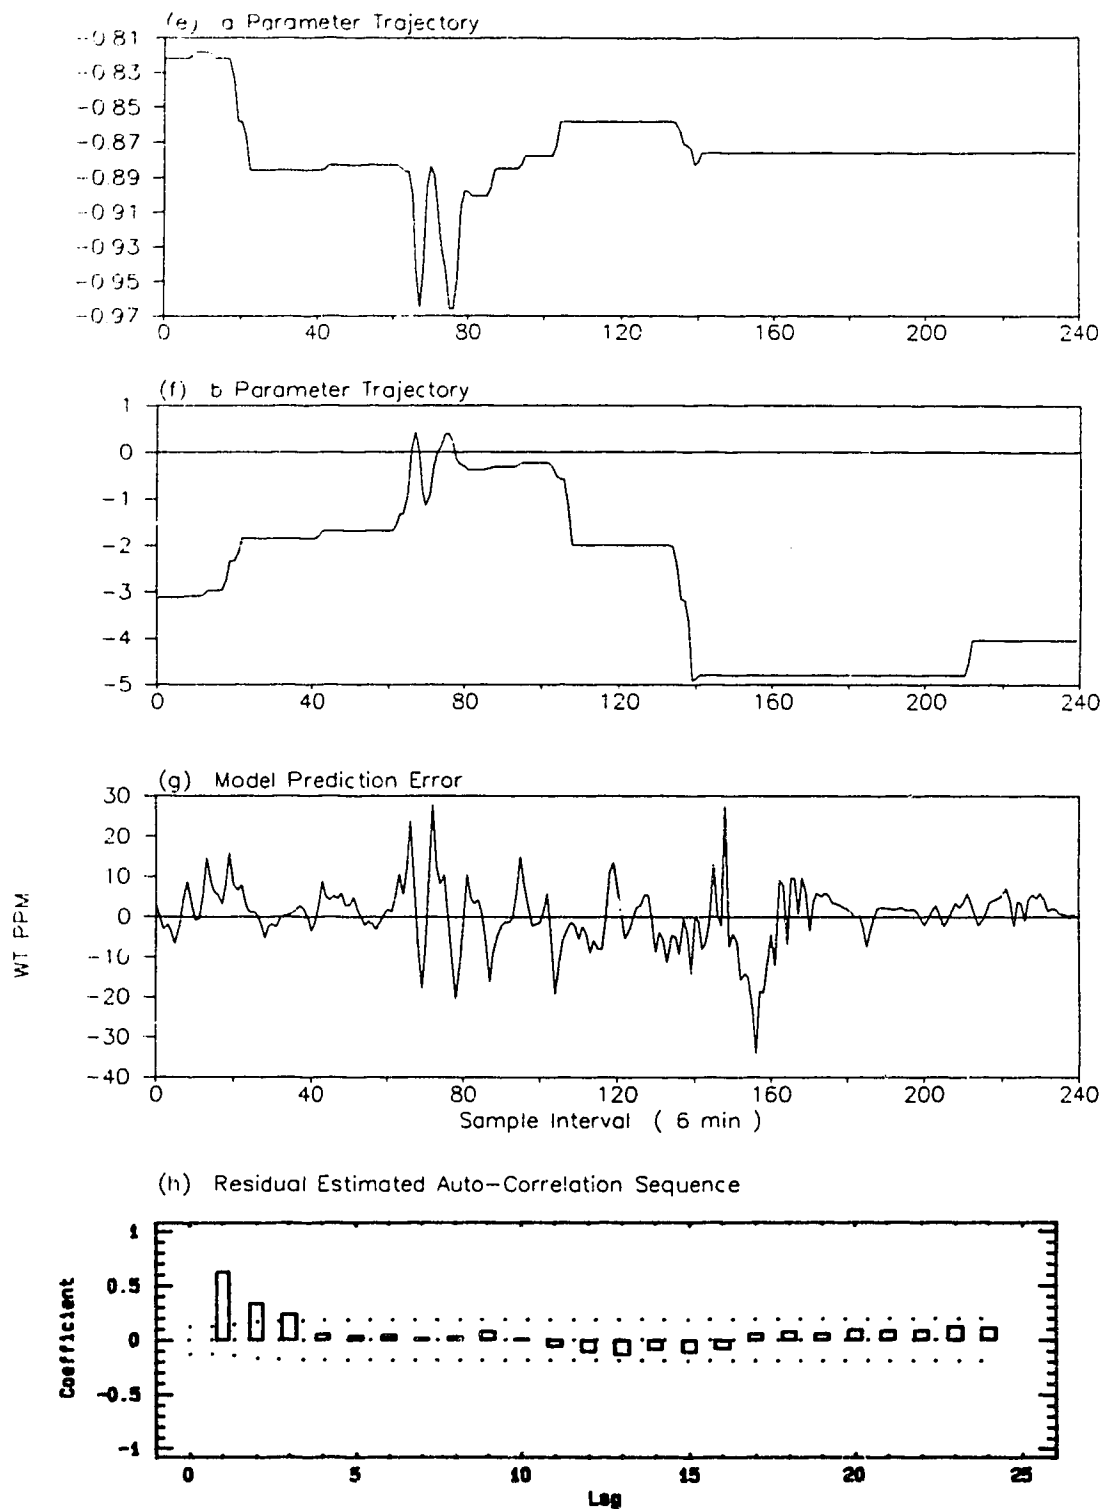 (e) a Parameter Trajectory
-0.81
-0.83
-0.85
-0.87
-0.89
-0.91
-0.93
-0.95
-0.97
0 40 80 120 160 200 240
(f) b Parameter Trajectory
1
0
-1
-2
-3
-4
-5
0 40 80 120 160 200 240
(g) Model Prediction Error
30
20
10
0
-10
-20
-30
-40
WT PPM
0 40 80 120 160 200 240
Sample Interval ( 6 min )
(h) Residual Estimated Auto-Correlation Sequence
1
0.5
0
-0.5
-1
Coefficient
0 5 10 15 20 25
Lag